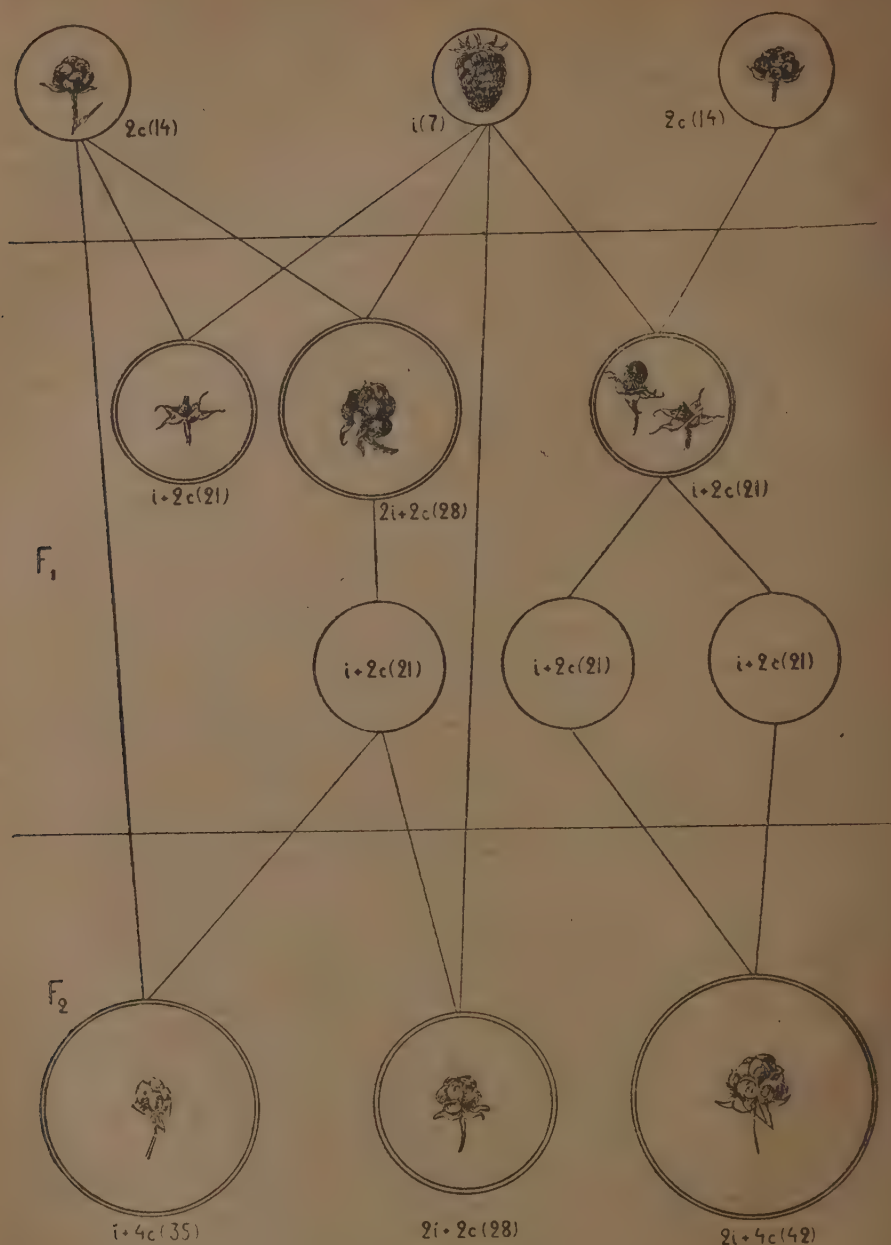 2c(14)
i(7)
2c(14)
i+2c(21)
2i+2c(28)
i+2c(21)
F₁
i+2c(21)
i+2c(21)
i+2c(21)
F₂
i+4c(35)
2i+2c(28)
2i+4c(42)